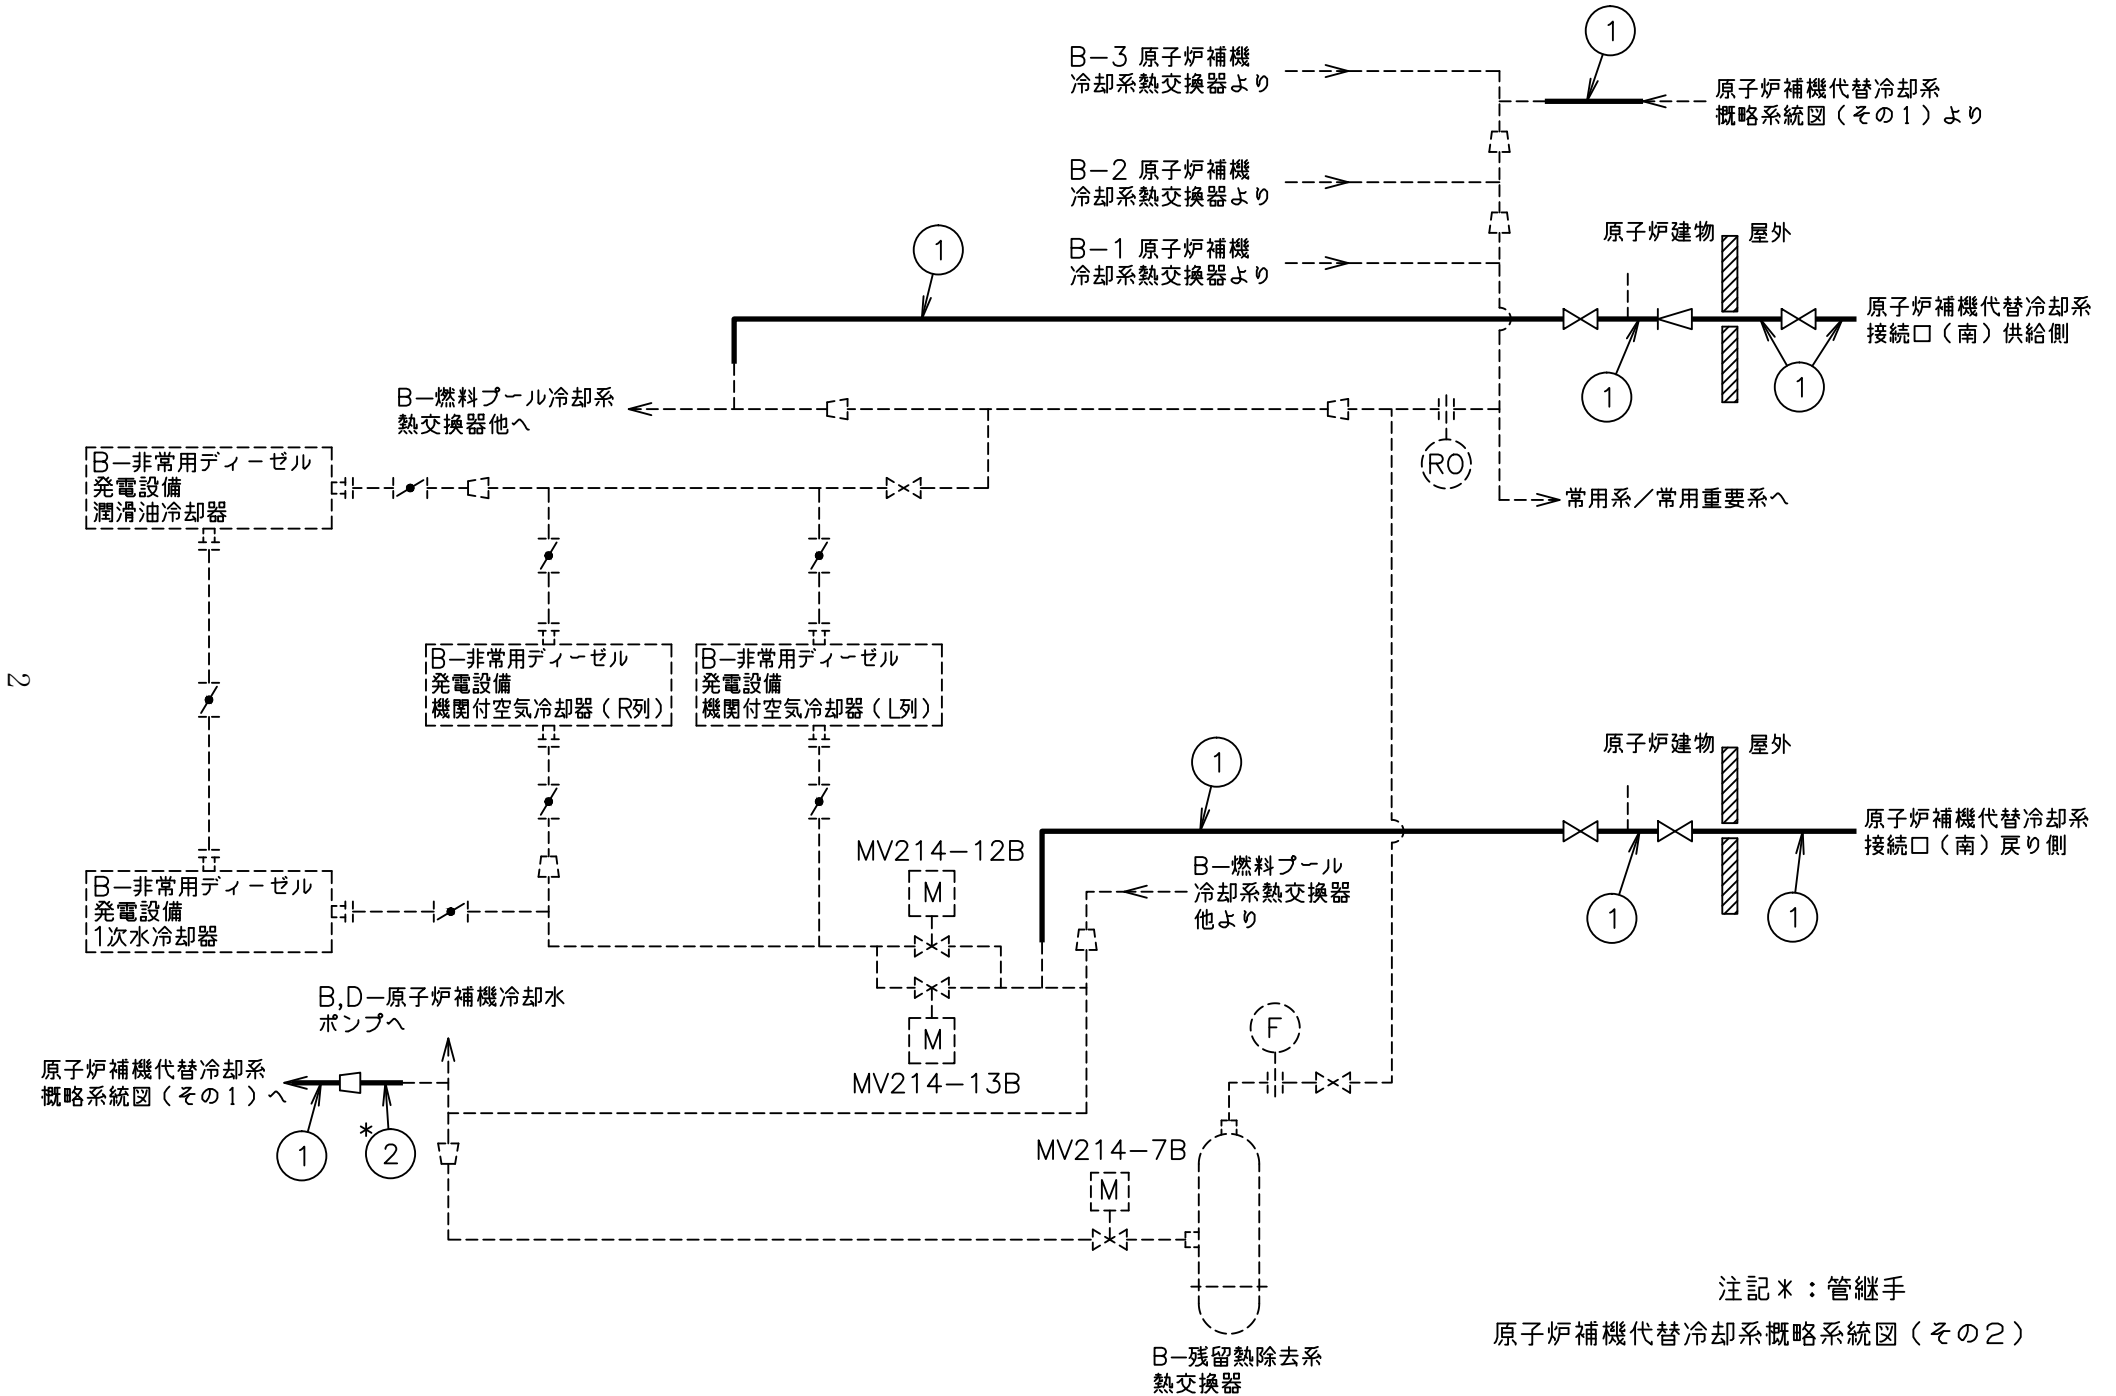 1
B－3 原子炉補機
冷却系熱交換器より
原子炉補機代替冷却系
概略系統図（その１）より
B－2 原子炉補機
冷却系熱交換器より
B－1 原子炉補機
冷却系熱交換器より
1
原子炉建物 屋外
原子炉補機代替冷却系
接続口（南）供給側
1
1
B－燃料プール冷却系
熱交換器他へ
RO
常用系／常用重要系へ
B－非常用ディーゼル
発電設備
潤滑油冷却器
B－非常用ディーゼル
発電設備
機関付空気冷却器（R列）
B－非常用ディーゼル
発電設備
機関付空気冷却器（L列）
2
1
原子炉建物 屋外
原子炉補機代替冷却系
接続口（南）戻り側
1
1
MV214－12B
M
B－燃料プール
冷却系熱交換器
他より
B－非常用ディーゼル
発電設備
1次水冷却器
M
MV214－13B
B,D－原子炉補機冷却水
ポンプへ
原子炉補機代替冷却系
概略系統図（その１）へ
1
*
2
F
MV214－7B
M
B－残留熱除去系
熱交換器
注記＊：管継手
原子炉補機代替冷却系概略系統図（その２）